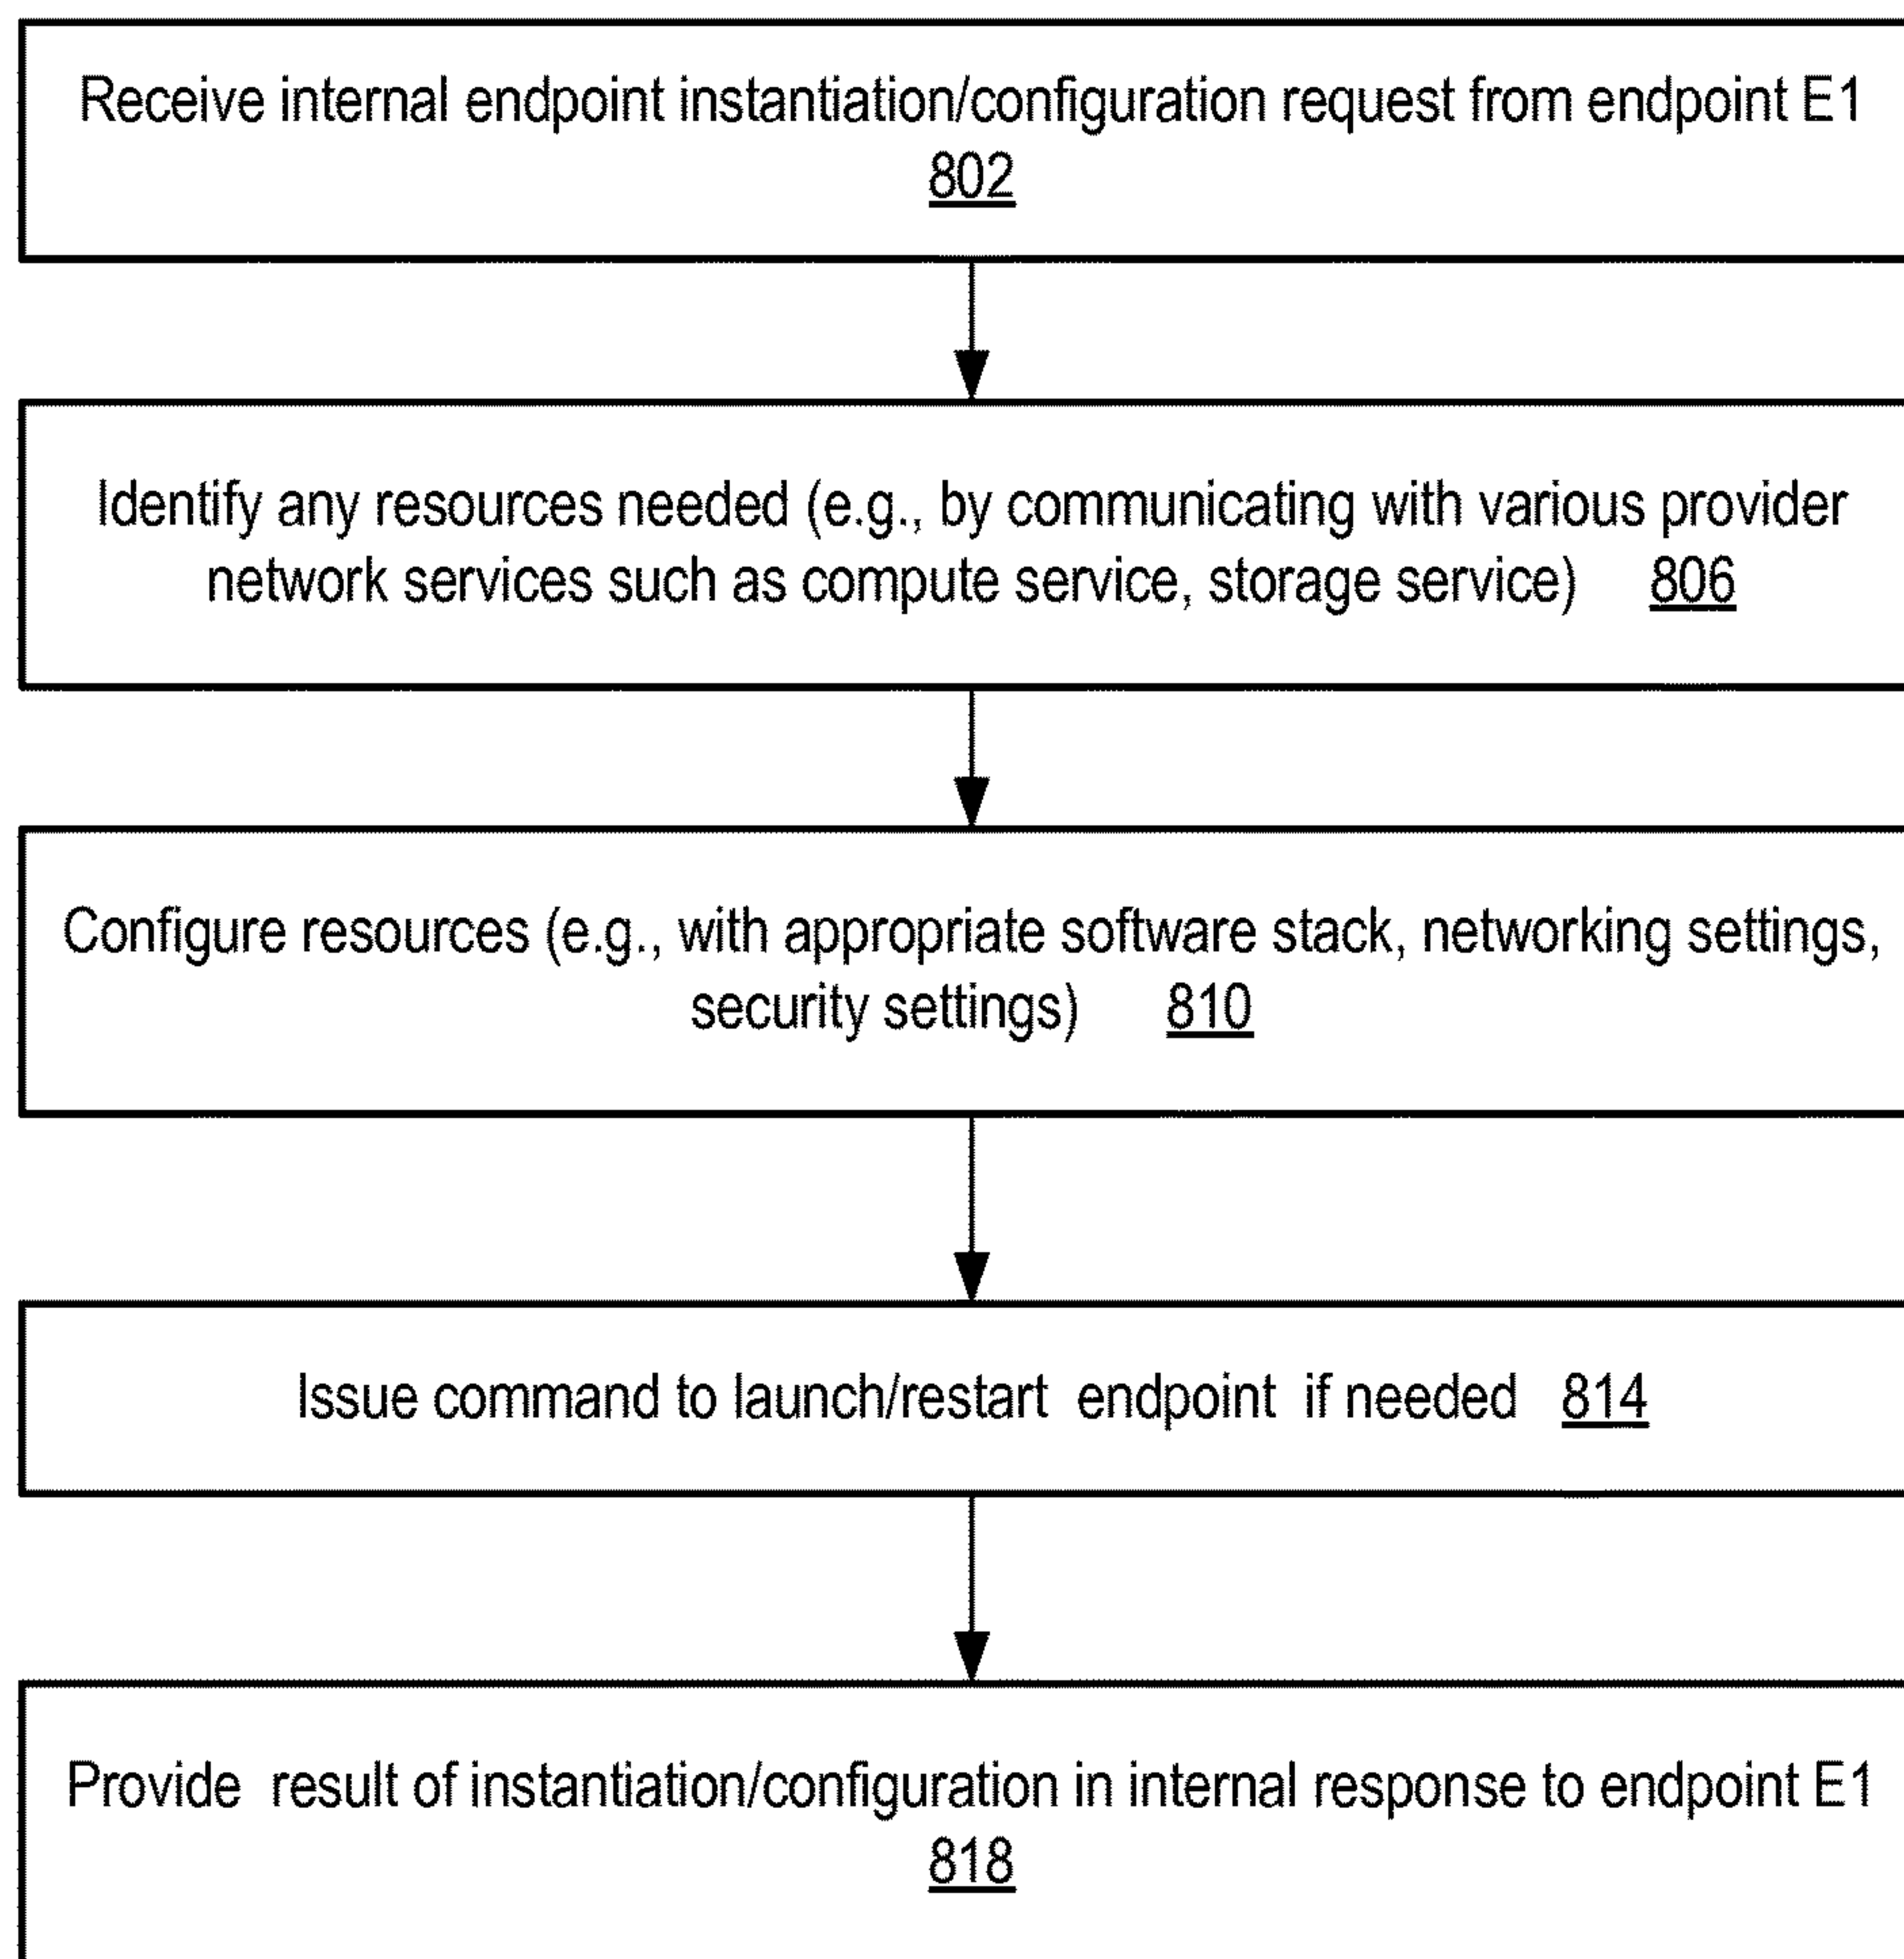 Receive internal endpoint instantiation/configuration request from endpoint E1
802
Identify any resources needed (e.g., by communicating with various provider
network services such as compute service, storage service) 806
Configure resources (e.g., with appropriate software stack, networking settings,
security settings) 810
Issue command to launch/restart endpoint if needed 814
Provide result of instantiation/configuration in internal response to endpoint E1
818